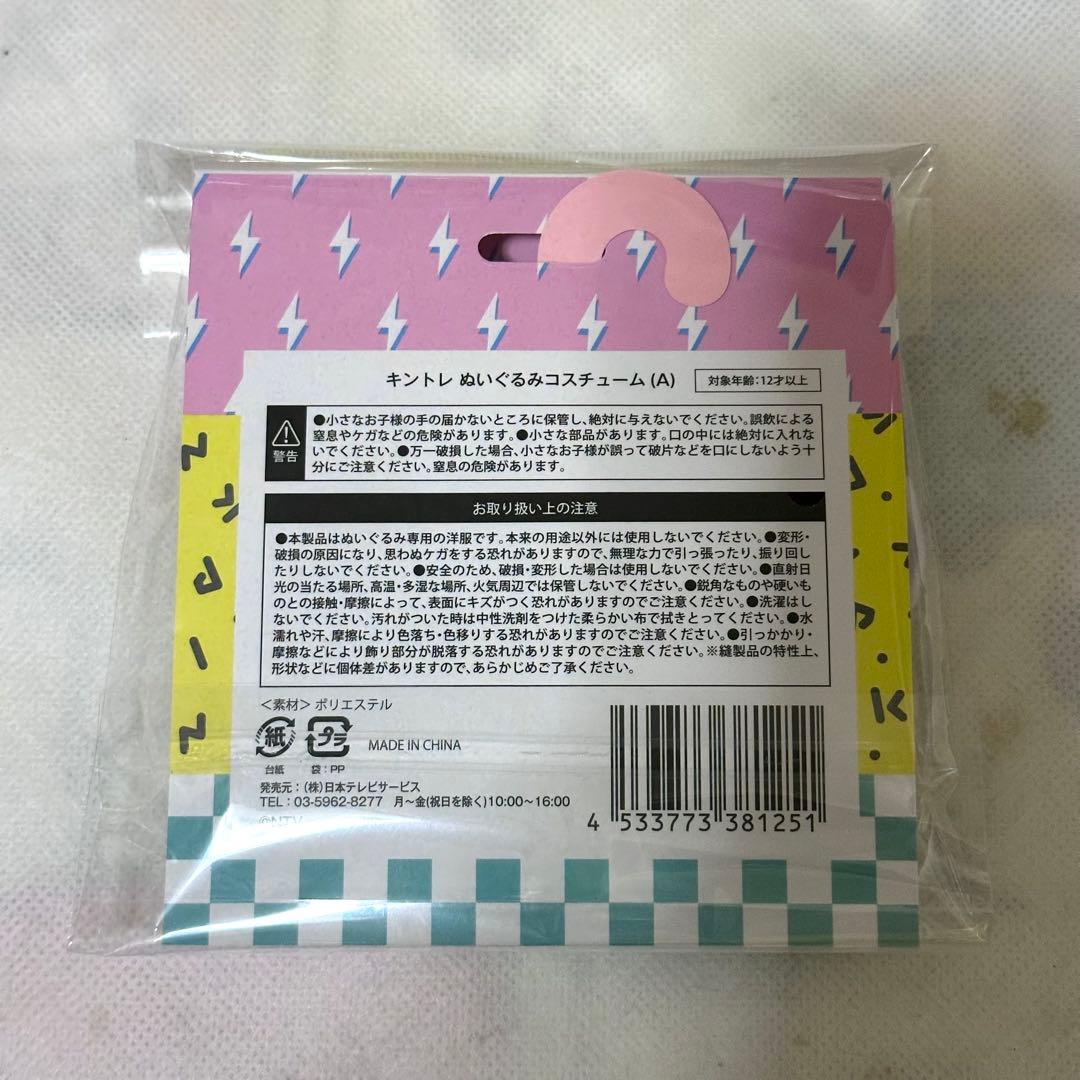 キントレ ぬいぐるみコスチューム (A)
対象年齢:12才以上
警告
●小さなお子様の手の届かないところに保管し、絶対に与えないでください。誤飲による
窒息やケガなどの危険があります。●小さな部品があります。口の中には絶対に入れな
いでください。●万一破損した場合、小さなお子様が誤って破片などを口にしないよう十
分にご注意ください。窒息の危険があります。
お取り扱い上の注意
●本製品はぬいぐるみ専用の洋服です。本来の用途以外には使用しないでください。●変形・
破損の原因になり、思わぬケガをする恐れがありますので、無理な力で引っ張ったり、振り回し
たりしないでください。●安全のため、破損・変形した場合は使用しないでください。●直射日
光の当たる場所、高温・多湿な場所、火気周辺では保管しないでください。●鋭角なものや硬いも
のとの接触・摩擦によって、表面にキズがつく恐れがありますのでご注意ください。●洗濯はし
ないでください。汚れがついた時は中性洗剤をつけた柔らかい布で拭きとってください。●水
濡れや汗、摩擦により色落ち・色移りする恐れがありますのでご注意ください。●引っかかり・
摩擦などにより飾り部分が脱落する恐れがありますのでご注意ください。※縫製品の特性上、
形状などに個体差がありますので、あらかじめご了承ください。
＜素材＞ポリエステル
紙
プラ
MADE IN CHINA
台紙
袋:PP
発売元:(株)日本テレビサービス
TEL:03-5962-8277 月〜金(祝日を除く)10:00〜16:00
©NTV
4 533773 381251